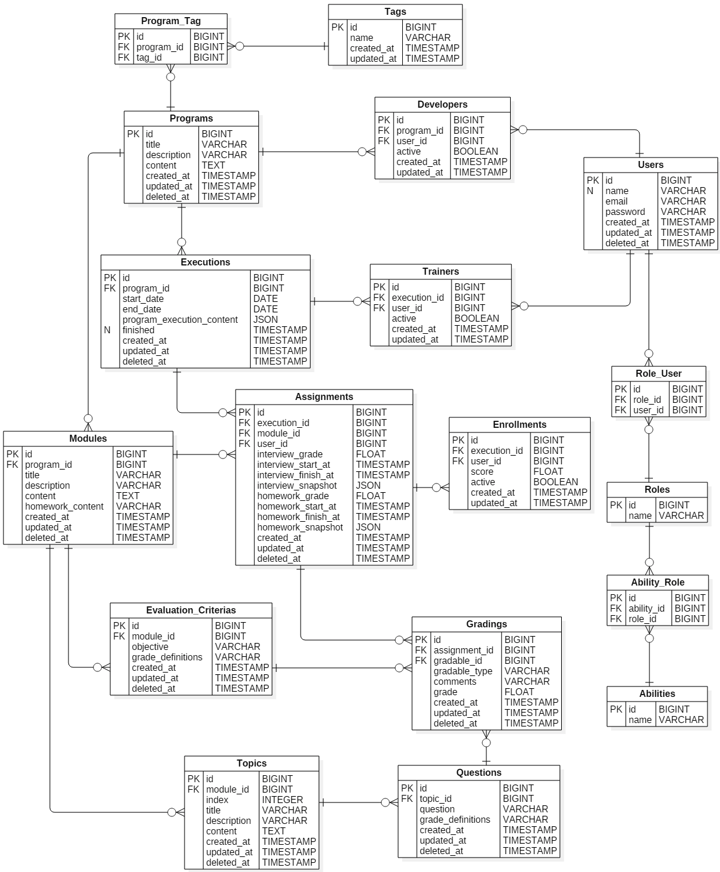 Program_Tag
PK id BIGINT
FK program_id BIGINT
FK tag_id BIGINT
Tags
PK id BIGINT
name VARCHAR
created_at TIMESTAMP
updated_at TIMESTAMP
Programs
PK id BIGINT
title VARCHAR
description VARCHAR
content TEXT
created_at TIMESTAMP
updated_at TIMESTAMP
deleted_at TIMESTAMP
Developers
PK id BIGINT
FK program_id BIGINT
FK user_id BIGINT
active BOOLEAN
created_at TIMESTAMP
updated_at TIMESTAMP
Users
PK id BIGINT
N name VARCHAR
email VARCHAR
password VARCHAR
created_at TIMESTAMP
updated_at TIMESTAMP
deleted_at TIMESTAMP
Executions
PK id BIGINT
FK program_id BIGINT
start_date DATE
end_date DATE
program_execution_content JSON
N finished TIMESTAMP
created_at TIMESTAMP
updated_at TIMESTAMP
deleted_at TIMESTAMP
Trainers
PK id BIGINT
FK execution_id BIGINT
FK user_id BIGINT
active BOOLEAN
created_at TIMESTAMP
updated_at TIMESTAMP
Role_User
PK id BIGINT
FK role_id BIGINT
FK user_id BIGINT
Assignments
PK id BIGINT
FK execution_id BIGINT
FK module_id BIGINT
FK user_id BIGINT
interview_grade FLOAT
interview_start_at TIMESTAMP
interview_finish_at TIMESTAMP
interview_snapshot JSON
homework_grade FLOAT
homework_start_at TIMESTAMP
homework_finish_at TIMESTAMP
homework_snapshot JSON
created_at TIMESTAMP
updated_at TIMESTAMP
deleted_at TIMESTAMP
Enrollments
PK id BIGINT
FK execution_id BIGINT
FK user_id BIGINT
score FLOAT
active BOOLEAN
created_at TIMESTAMP
updated_at TIMESTAMP
Modules
PK id BIGINT
FK program_id BIGINT
title VARCHAR
description VARCHAR
content TEXT
homework_content VARCHAR
created_at TIMESTAMP
updated_at TIMESTAMP
deleted_at TIMESTAMP
Roles
PK id BIGINT
name VARCHAR
Ability_Role
PK id BIGINT
FK ability_id BIGINT
FK role_id BIGINT
Evaluation_Criterias
PK id BIGINT
FK module_id BIGINT
objective VARCHAR
grade_definitions VARCHAR
created_at TIMESTAMP
updated_at TIMESTAMP
deleted_at TIMESTAMP
Gradings
PK id BIGINT
FK assignment_id BIGINT
FK gradable_id BIGINT
gradable_type VARCHAR
comments VARCHAR
grade FLOAT
created_at TIMESTAMP
updated_at TIMESTAMP
deleted_at TIMESTAMP
Abilities
PK id BIGINT
name VARCHAR
Topics
PK id BIGINT
FK module_id BIGINT
index INTEGER
title VARCHAR
description VARCHAR
content TEXT
created_at TIMESTAMP
updated_at TIMESTAMP
deleted_at TIMESTAMP
Questions
PK id BIGINT
FK topic_id BIGINT
question VARCHAR
grade_definitions VARCHAR
created_at TIMESTAMP
updated_at TIMESTAMP
deleted_at TIMESTAMP